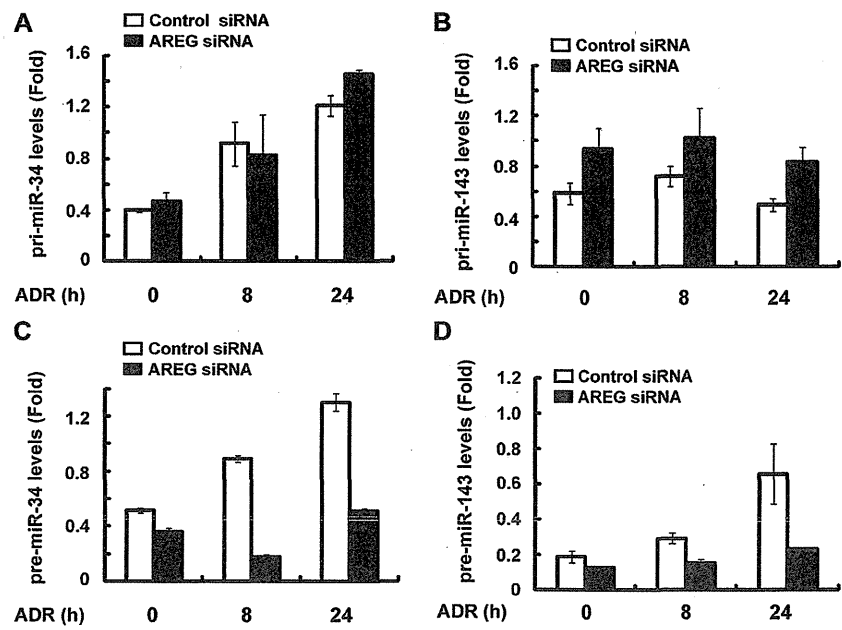 A
Control siRNA
AREG siRNA
pri-miR-34 levels (Fold)
1.6
1.2
0.8
0.4
0
ADR (h)
0
8
24
B
Control siRNA
AREG siRNA
pri-miR-143 levels (Fold)
1.6
1.2
0.8
0.4
0
0
8
24
C
Control siRNA
AREG siRNA
pre-miR-34 levels (Fold)
1.2
0.8
0.4
0
ADR (h)
0
8
24
D
Control siRNA
AREG siRNA
pre-miR-143 levels (Fold)
1.2
1.0
0.8
0.6
0.4
0.2
0
ADR (h)
0
8
24